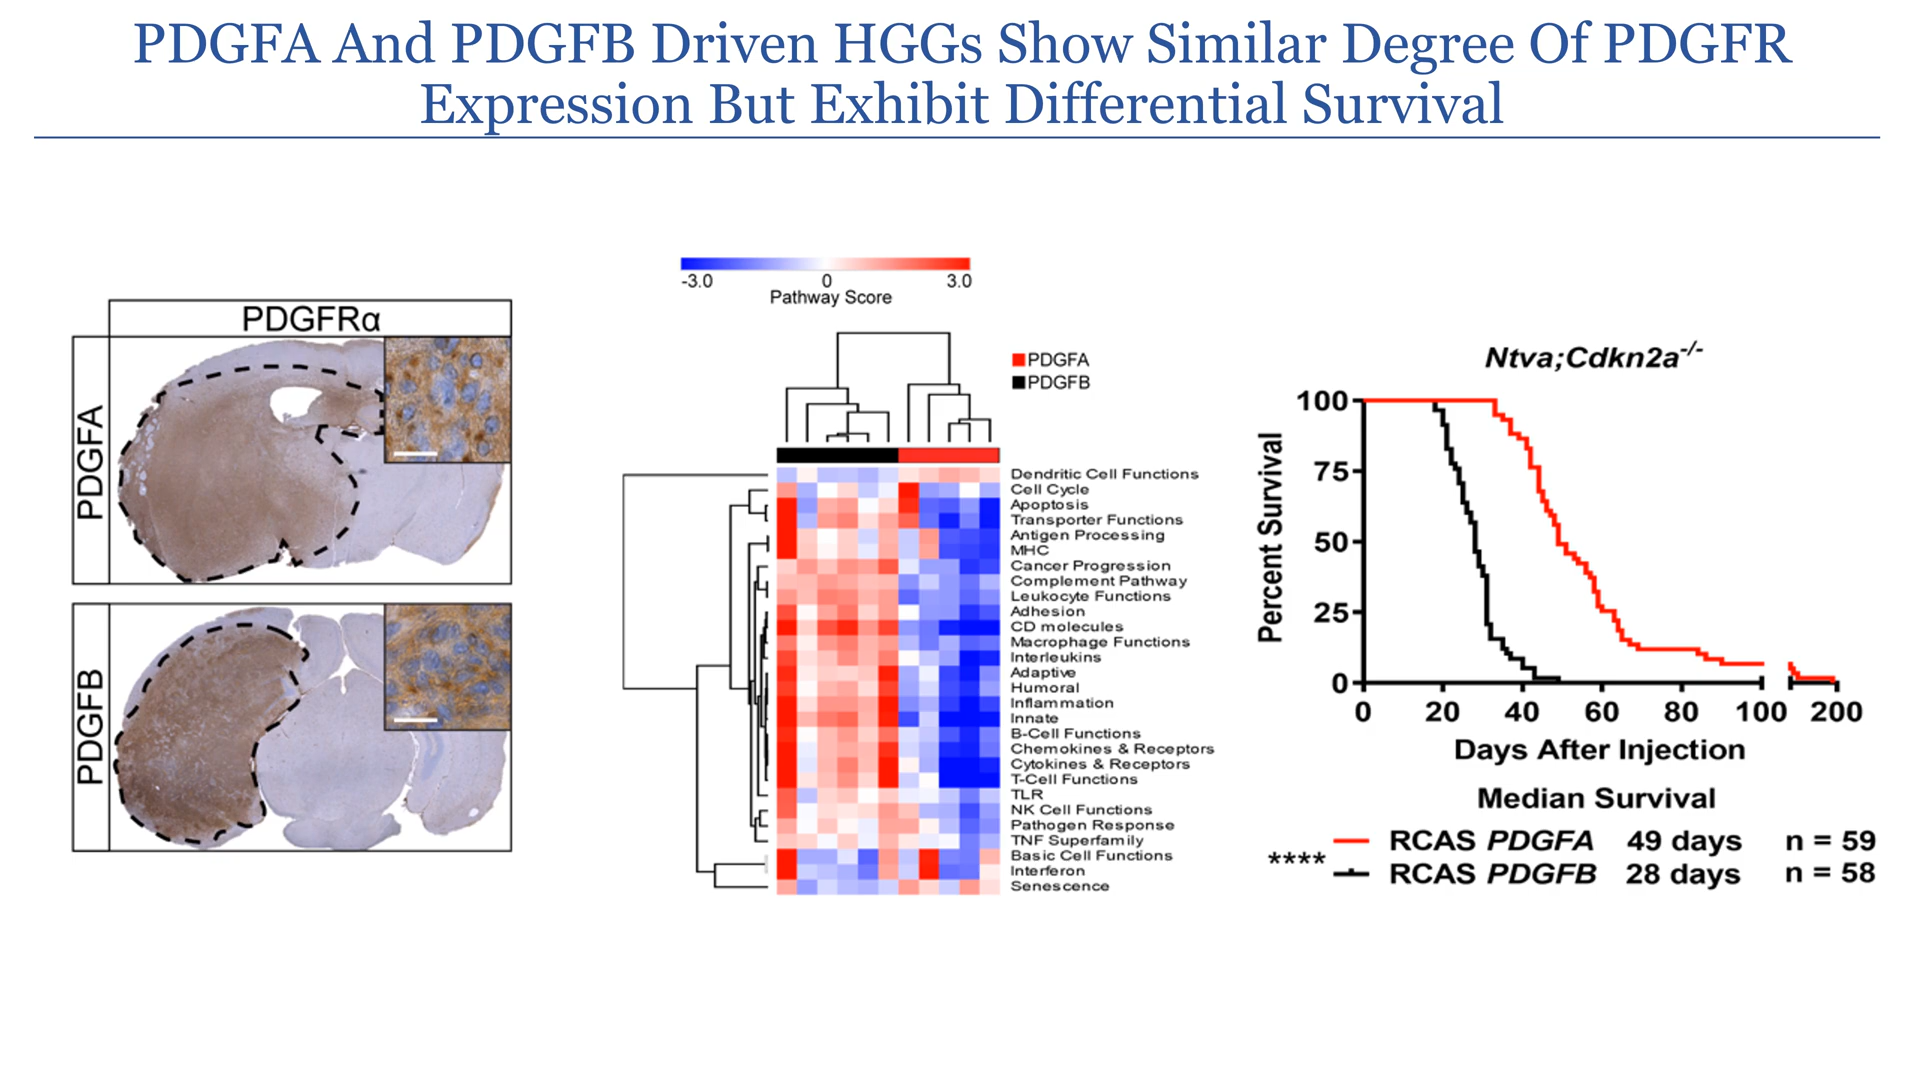 PDGFA And PDGFB Driven HGGs Show Similar Degree Of PDGFR
Expression But Exhibit Differential Survival
PDGFRα
PDGFA
PDGFB
-3.0 0 3.0
Pathway Score
PDGFA
PDGFB
Dendritic Cell Functions
Cell Cycle
Apoptosis
Transporter Functions
Antigen Processing
MHC
Cancer Progression
Complement Pathway
Leukocyte Functions
Adhesion
CD molecules
Macrophage Functions
Interleukins
Adaptive
Humoral
Inflammation
Innate
B-Cell Functions
Chemokines & Receptors
Cytokines & Receptors
T-Cell Functions
TLR
NK Cell Functions
Pathogen Response
TNF Superfamily
Basic Cell Functions
Interferon
Senescence
Ntva;Cdkn2a-/-
Percent Survival
100
75
50
25
0
0 20 40 60 80 100 200
Days After Injection
Median Survival
RCAS PDGFA 49 days n = 59
****
RCAS PDGFB 28 days n = 58